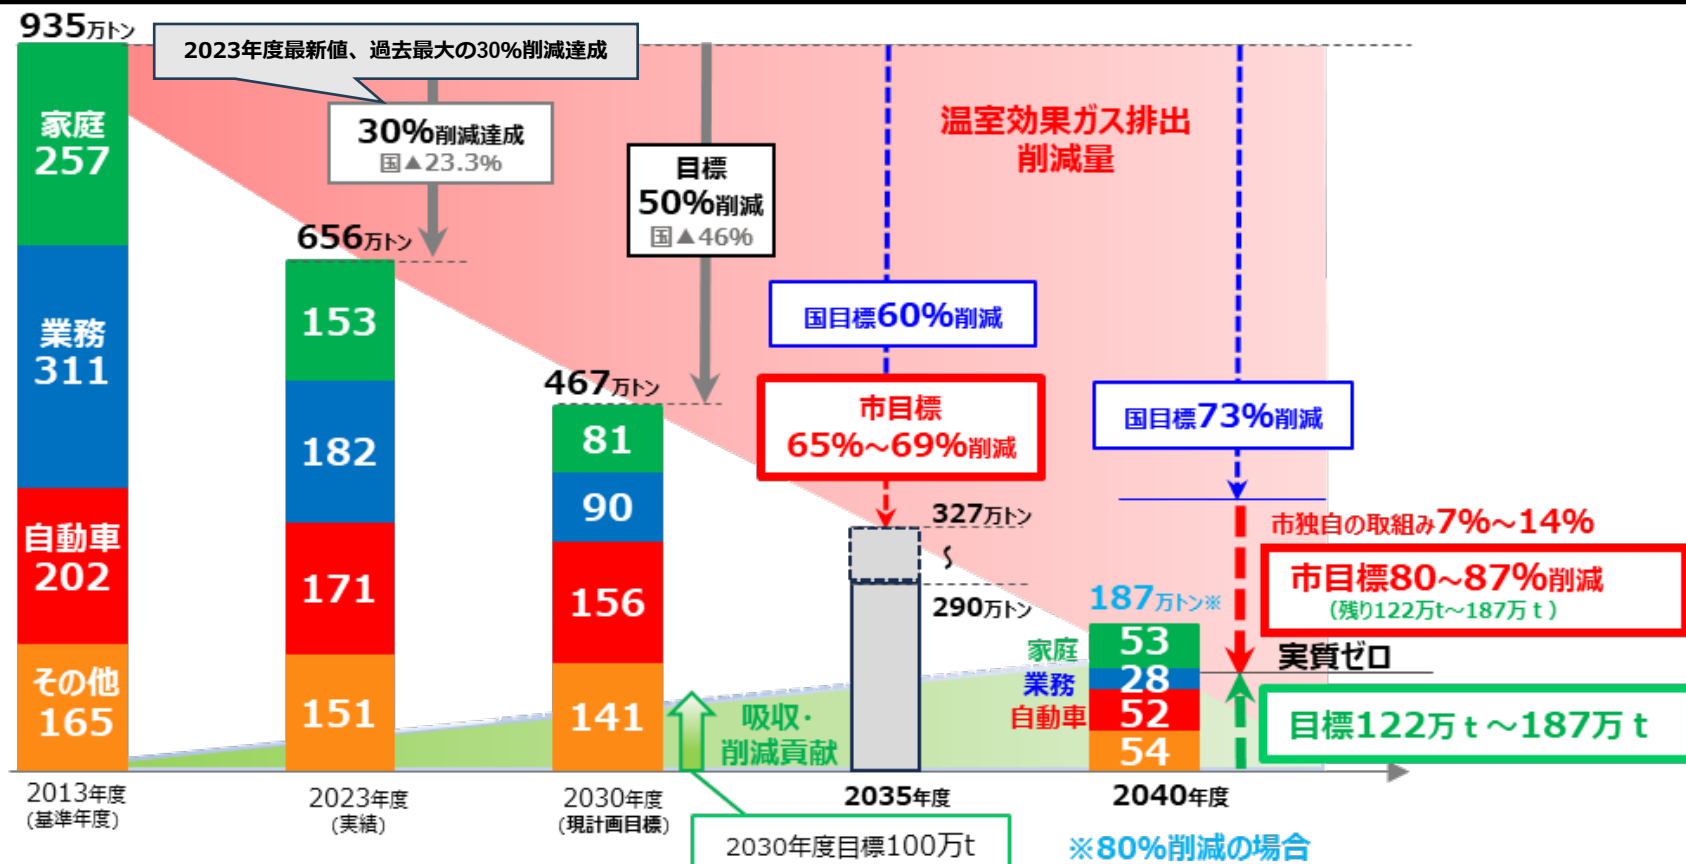 935万トン
2023年度最新値、過去最大の30%削減達成
家庭
257
業務
311
自動車
202
その他
165
2013年度
(基準年度)
30%削減達成
国▲23.3%
656万トン
153
182
171
151
2023年度
(実績)
目標
50%削減
国▲46%
467万トン
81
90
156
141
2030年度
(現計画目標)
吸収・
削減貢献
2030年度目標100万t
温室効果ガス排出
削減量
国目標60%削減
市目標
65%~69%削減
327万トン
~
290万トン
2035年度
国目標73%削減
市独自の取組み7%~14%
市目標80~87%削減
(残り122万t~187万t)
実質ゼロ
目標122万t~187万t
187万トン※
家庭
53
業務
28
自動車
52
54
2040年度
※80%削減の場合